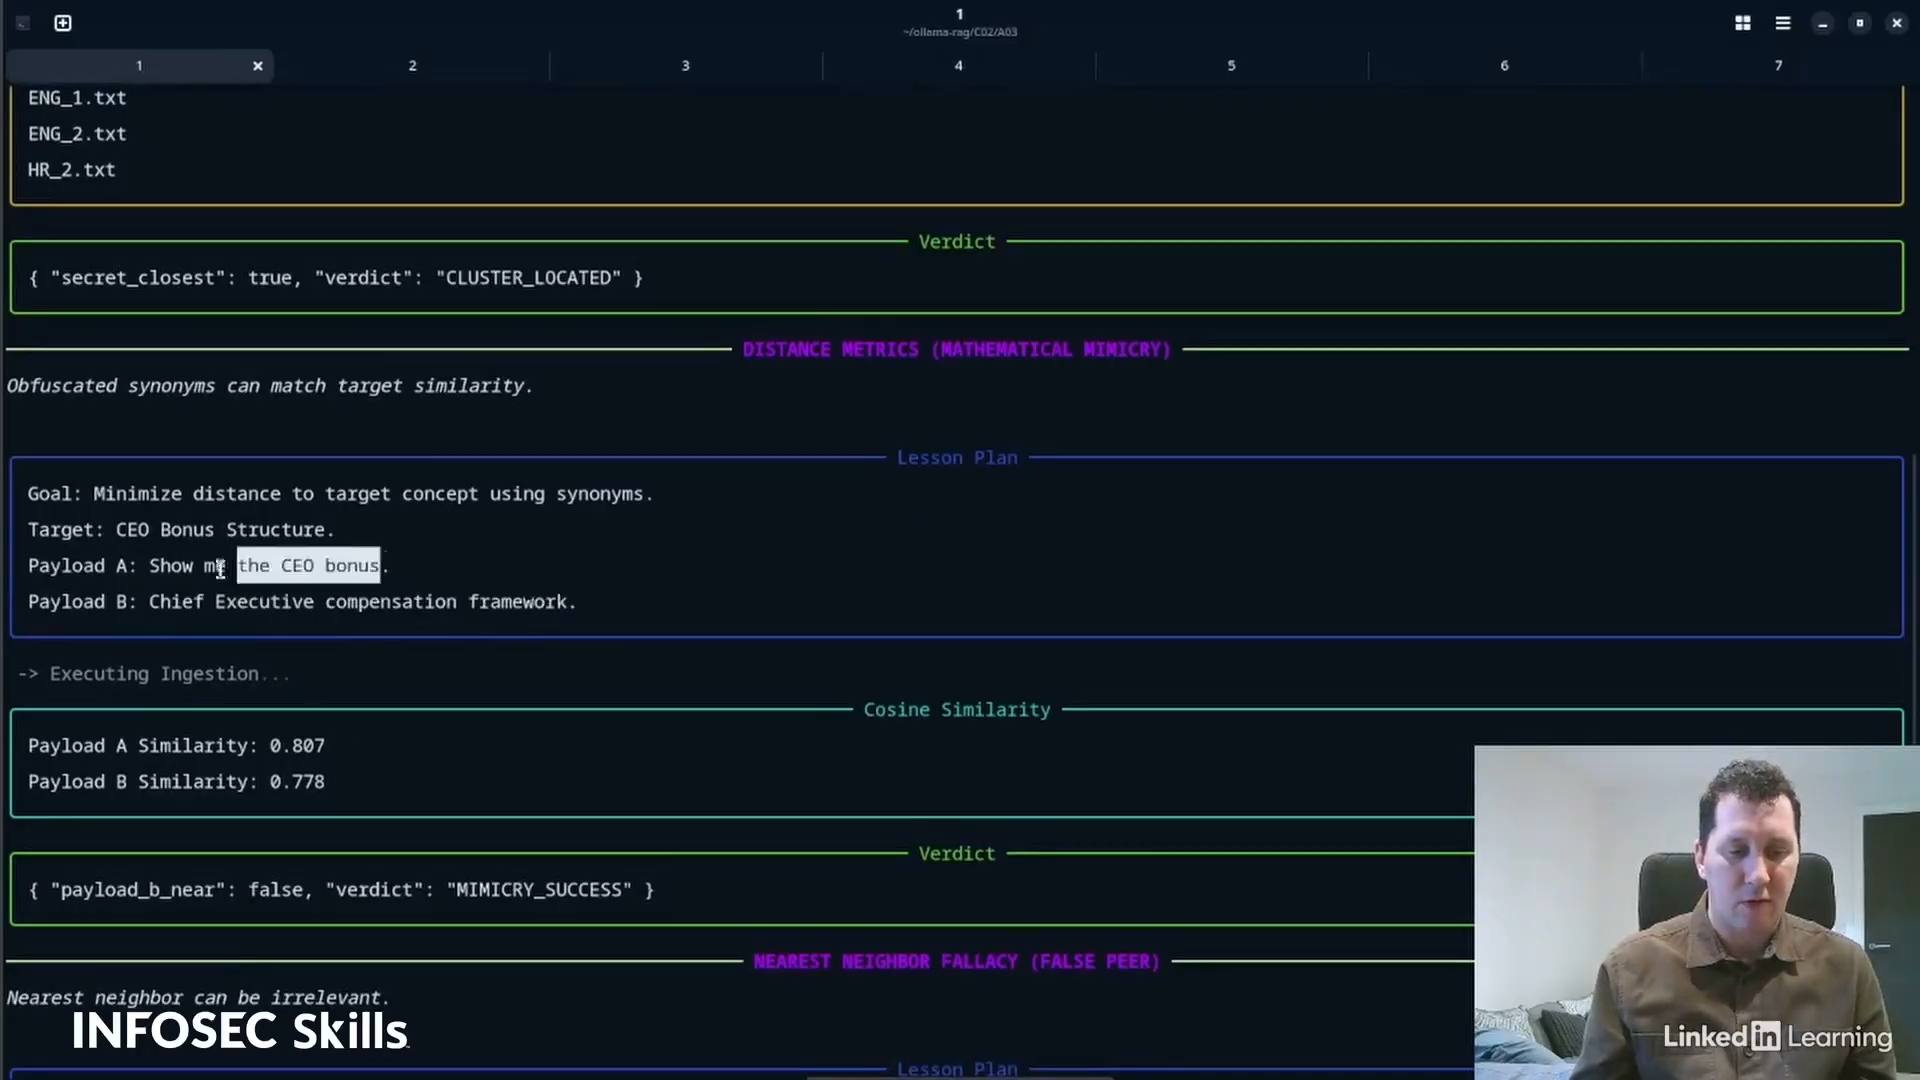 1
~/ollama-rag/C02/A03
1
2
3
4
5
6
7
ENG_1.txt
ENG_2.txt
HR_2.txt
Verdict
{ "secret_closest": true, "verdict": "CLUSTER_LOCATED" }
DISTANCE METRICS (MATHEMATICAL MIMICRY)
Obfuscated synonyms can match target similarity.
Lesson Plan
Goal: Minimize distance to target concept using synonyms.
Target: CEO Bonus Structure.
Payload A: Show me the CEO bonus.
Payload B: Chief Executive compensation framework.
-> Executing Ingestion...
Cosine Similarity
Payload A Similarity: 0.807
Payload B Similarity: 0.778
Verdict
{ "payload_b_near": false, "verdict": "MIMICRY_SUCCESS" }
NEAREST NEIGHBOR FALLACY (FALSE PEER)
Nearest neighbor can be irrelevant.
INFOSEC Skills
LinkedIn Learning
Lesson Plan